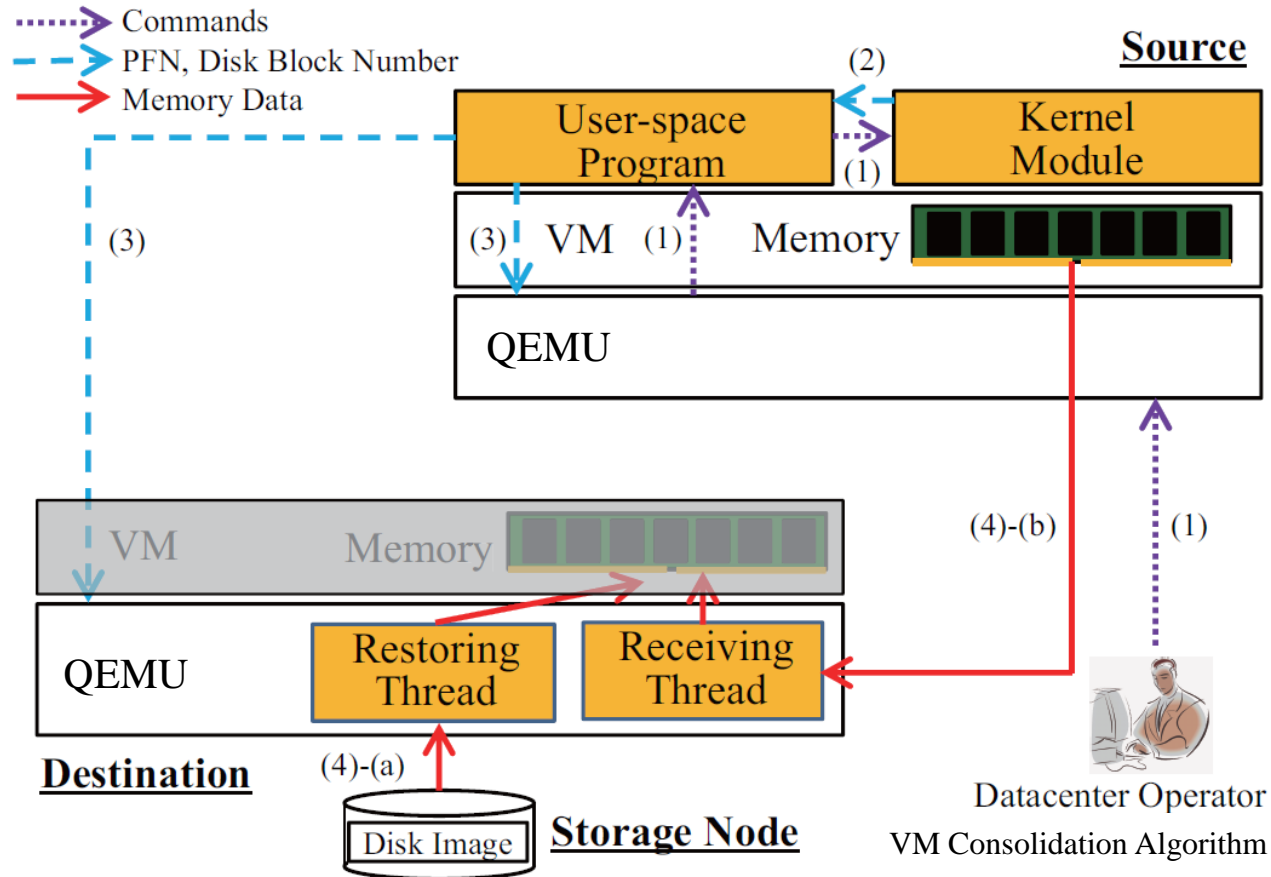 Commands
PFN, Disk Block Number
Memory Data
Source
(2)
User-space
Program
Kernel
Module
(1)
(3)
(3)
VM
(1)
Memory
QEMU
(4)-(b)
(1)
VM
Memory
QEMU
Restoring
Thread
Receiving
Thread
Destination
(4)-(a)
Disk Image
Storage Node
Datacenter Operator
VM Consolidation Algorithm